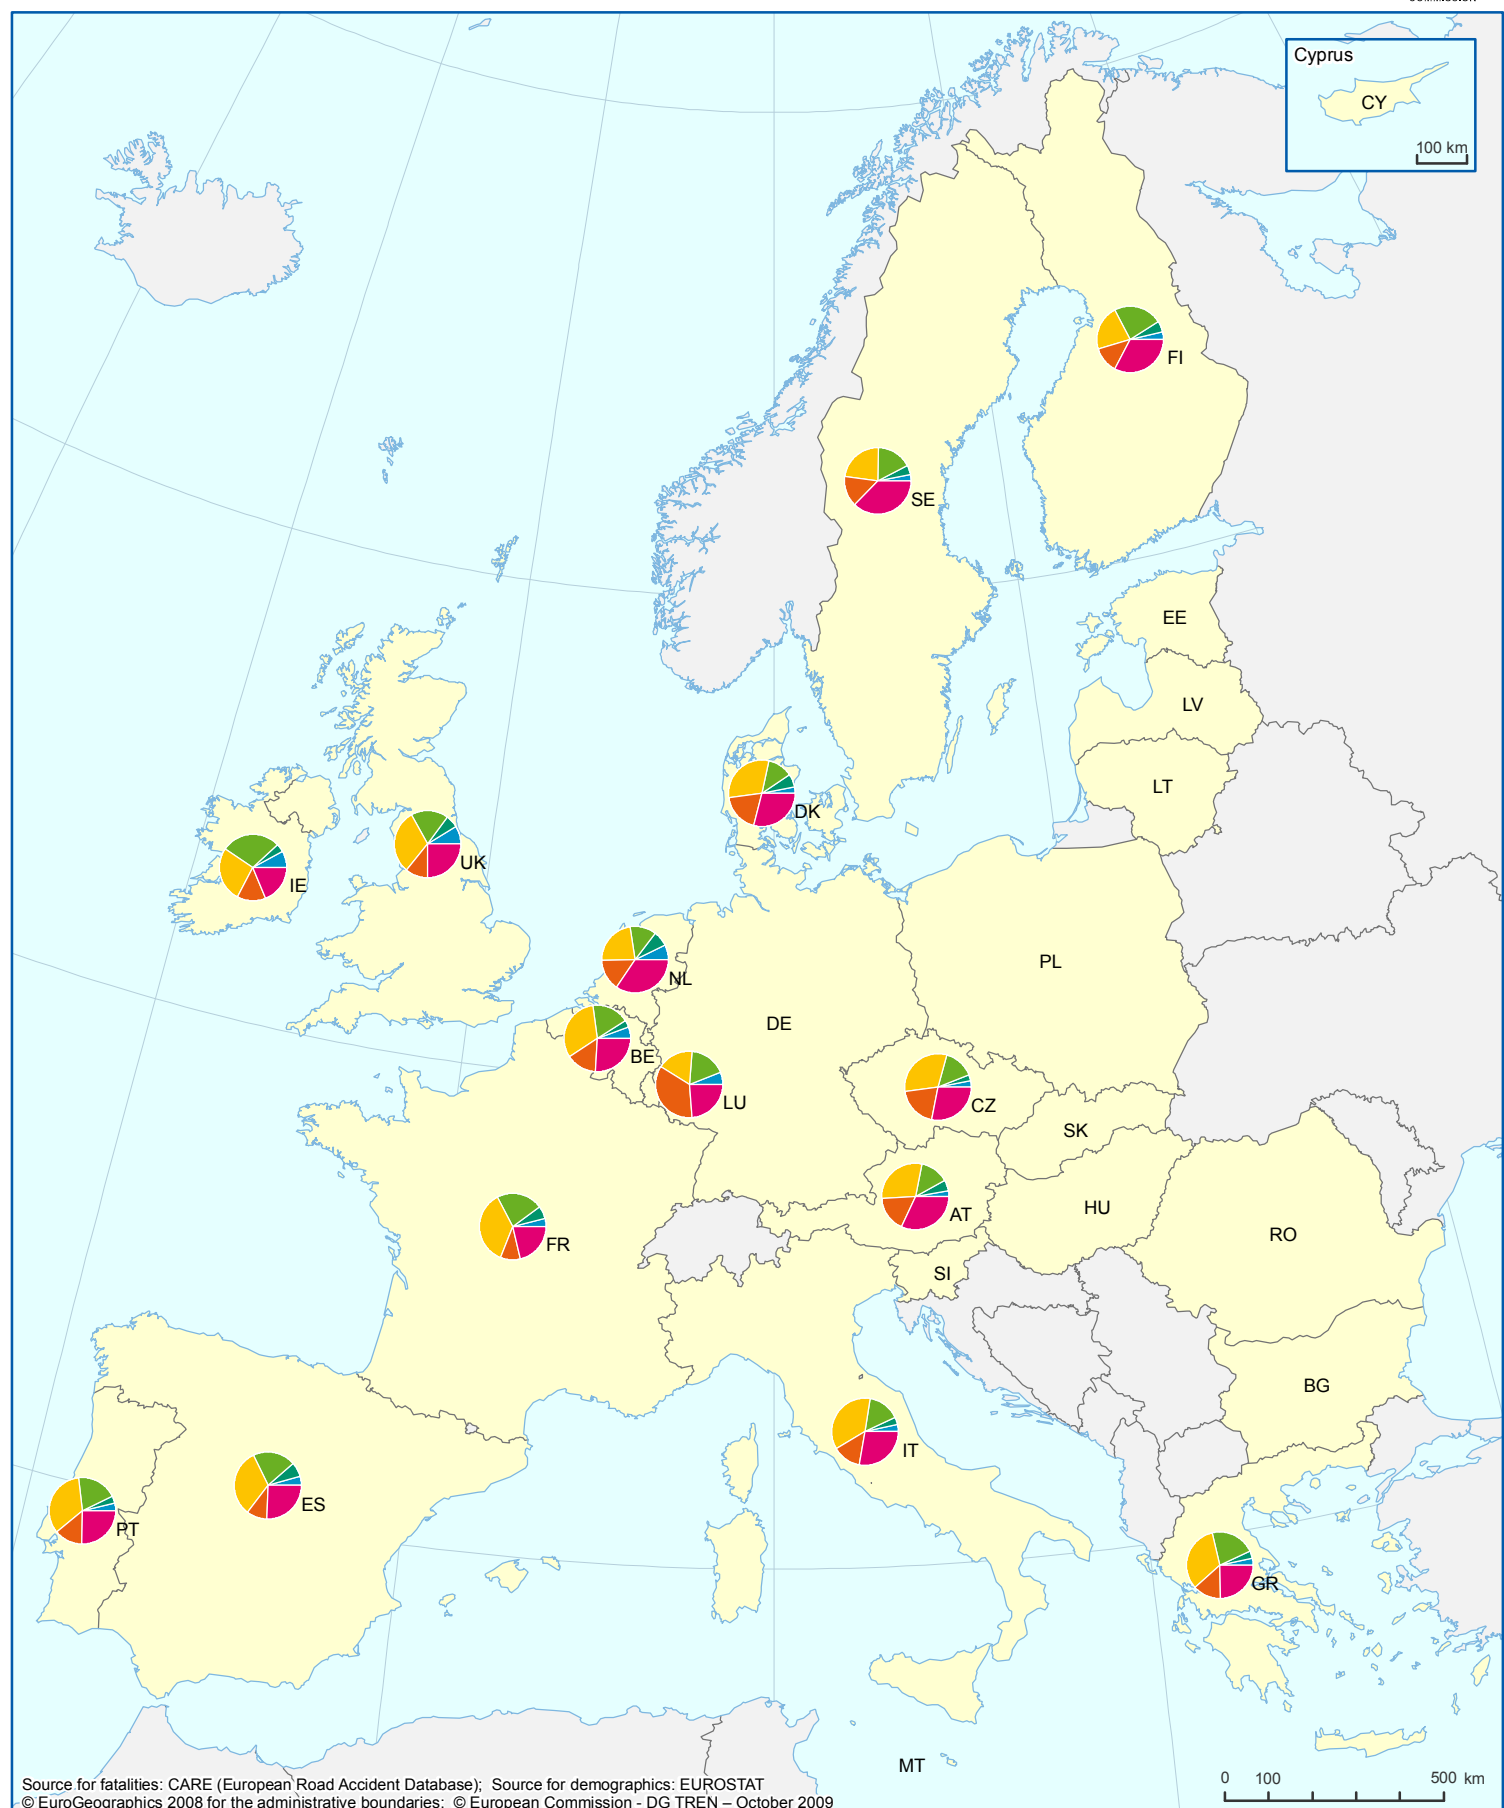 Cyprus
CY
100 km
FI
SE
EE
LV
LT
DK
UK
IE
NL
PL
DE
BE
LU
CZ
SK
AT
HU
FR
RO
SI
BG
IT
ES
PT
GR
MT
Source for fatalities: CARE (European Road Accident Database); Source for demographics: EUROSTAT
© EuroGeographics 2008 for the administrative boundaries; © European Commission - DG TREN – October 2009
0 100 500 km